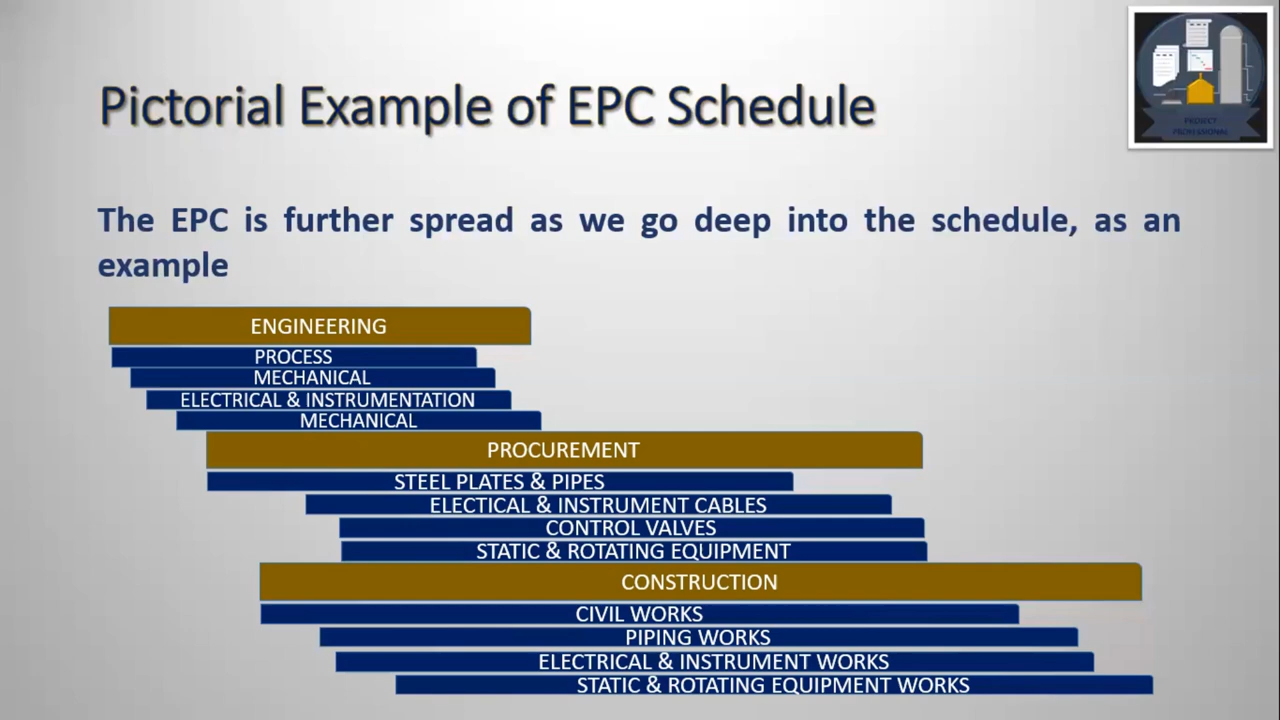 Pictorial Example of EPC Schedule
PROJECT
PROFESSIONAL
The EPC is further spread as we go deep into the schedule, as an
example
ENGINEERING
PROCESS
MECHANICAL
ELECTRICAL & INSTRUMENTATION
MECHANICAL
PROCUREMENT
STEEL PLATES & PIPES
ELECTICAL & INSTRUMENT CABLES
CONTROL VALVES
STATIC & ROTATING EQUIPMENT
CONSTRUCTION
CIVIL WORKS
PIPING WORKS
ELECTRICAL & INSTRUMENT WORKS
STATIC & ROTATING EQUIPMENT WORKS